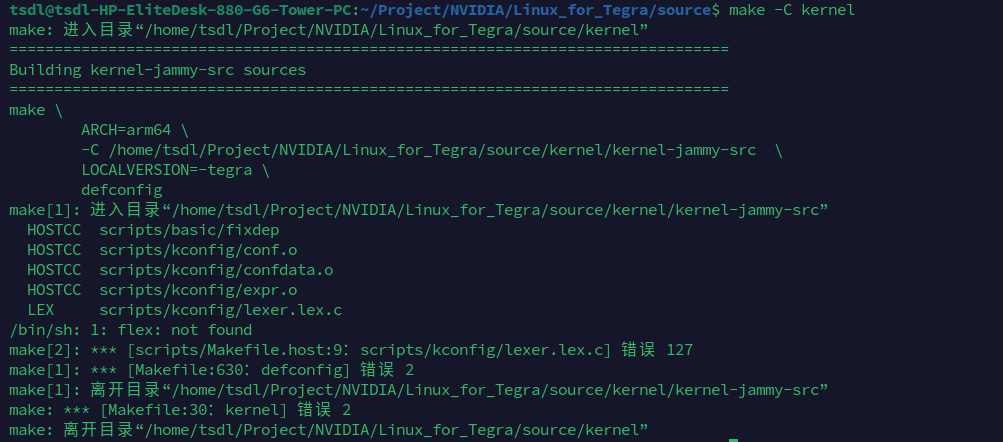 tsdl@tsdl-HP-EliteDesk-880-G6-Tower-PC:~/Project/NVIDIA/Linux_for_Tegra/source$ make -C kernel
make: 进入目录“/home/tsdl/Project/NVIDIA/Linux_for_Tegra/source/kernel”
================================================================================
Building kernel-jammy-src sources
================================================================================
make \
        ARCH=arm64 \
        -C /home/tsdl/Project/NVIDIA/Linux_for_Tegra/source/kernel/kernel-jammy-src  \
        LOCALVERSION=-tegra \
        defconfig
make[1]: 进入目录“/home/tsdl/Project/NVIDIA/Linux_for_Tegra/source/kernel/kernel-jammy-src”
  HOSTCC  scripts/basic/fixdep
  HOSTCC  scripts/kconfig/conf.o
  HOSTCC  scripts/kconfig/confdata.o
  HOSTCC  scripts/kconfig/expr.o
  LEX     scripts/kconfig/lexer.lex.c
/bin/sh: 1: flex: not found
make[2]: *** [scripts/Makefile.host:9：scripts/kconfig/lexer.lex.c] 错误 127
make[1]: *** [Makefile:630：defconfig] 错误 2
make[1]: 离开目录“/home/tsdl/Project/NVIDIA/Linux_for_Tegra/source/kernel/kernel-jammy-src”
make: *** [Makefile:30：kernel] 错误 2
make: 离开目录“/home/tsdl/Project/NVIDIA/Linux_for_Tegra/source/kernel”